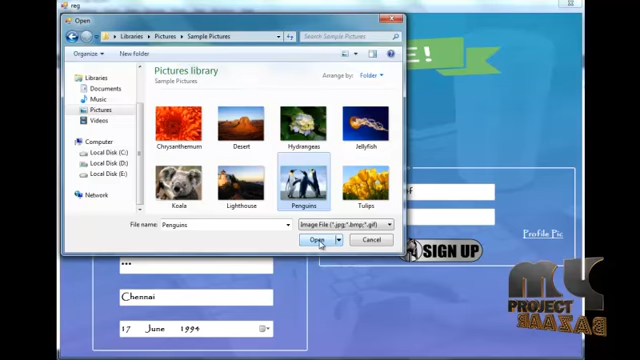 reg
Open
Libraries Pictures Sample Pictures
Search Sample Pictures
Organize New folder
Libraries
Documents
Music
Pictures
Videos
Computer
Local Disk (C:)
Local Disk (D:)
Local Disk (E:)
Network
Pictures library
Sample Pictures
Arrange by: Folder
Chrysanthemum Desert Hydrangeas Jellyfish
Koala Lighthouse Penguins Tulips
File name: Penguins
Image File (*.jpg;*.bmp;*.gif)
Open Cancel
E!
of
Profile Pic
SIGN UP
***
Chennai
17 June 1994
MY
PROJECT
BAZAAR